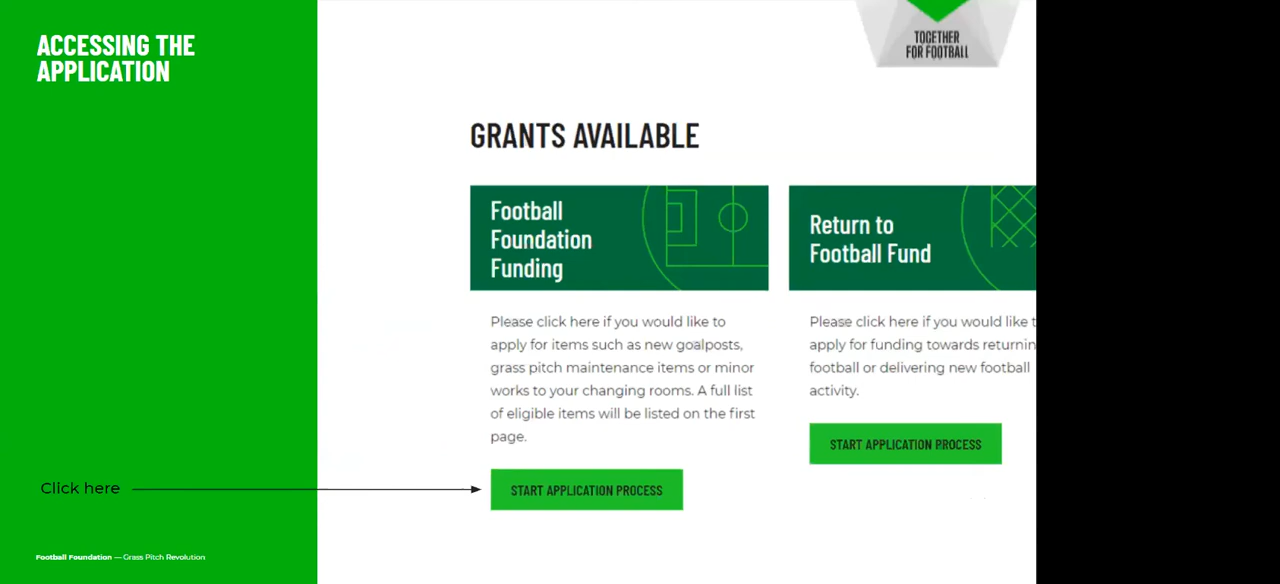 ACCESSING THE
APPLICATION
TOGETHER
FOR FOOTBALL
GRANTS AVAILABLE
Football
Foundation
Funding
Please click here if you would like to
apply for items such as new goalposts,
grass pitch maintenance items or minor
works to your changing rooms. A full list
of eligible items will be listed on the first
page.
START APPLICATION PROCESS
Return to
Football Fund
Please click here if you would like t
apply for funding towards returnin
football or delivering new football
activity.
START APPLICATION PROCESS
Click here
Football Foundation — Grass Pitch Revolution